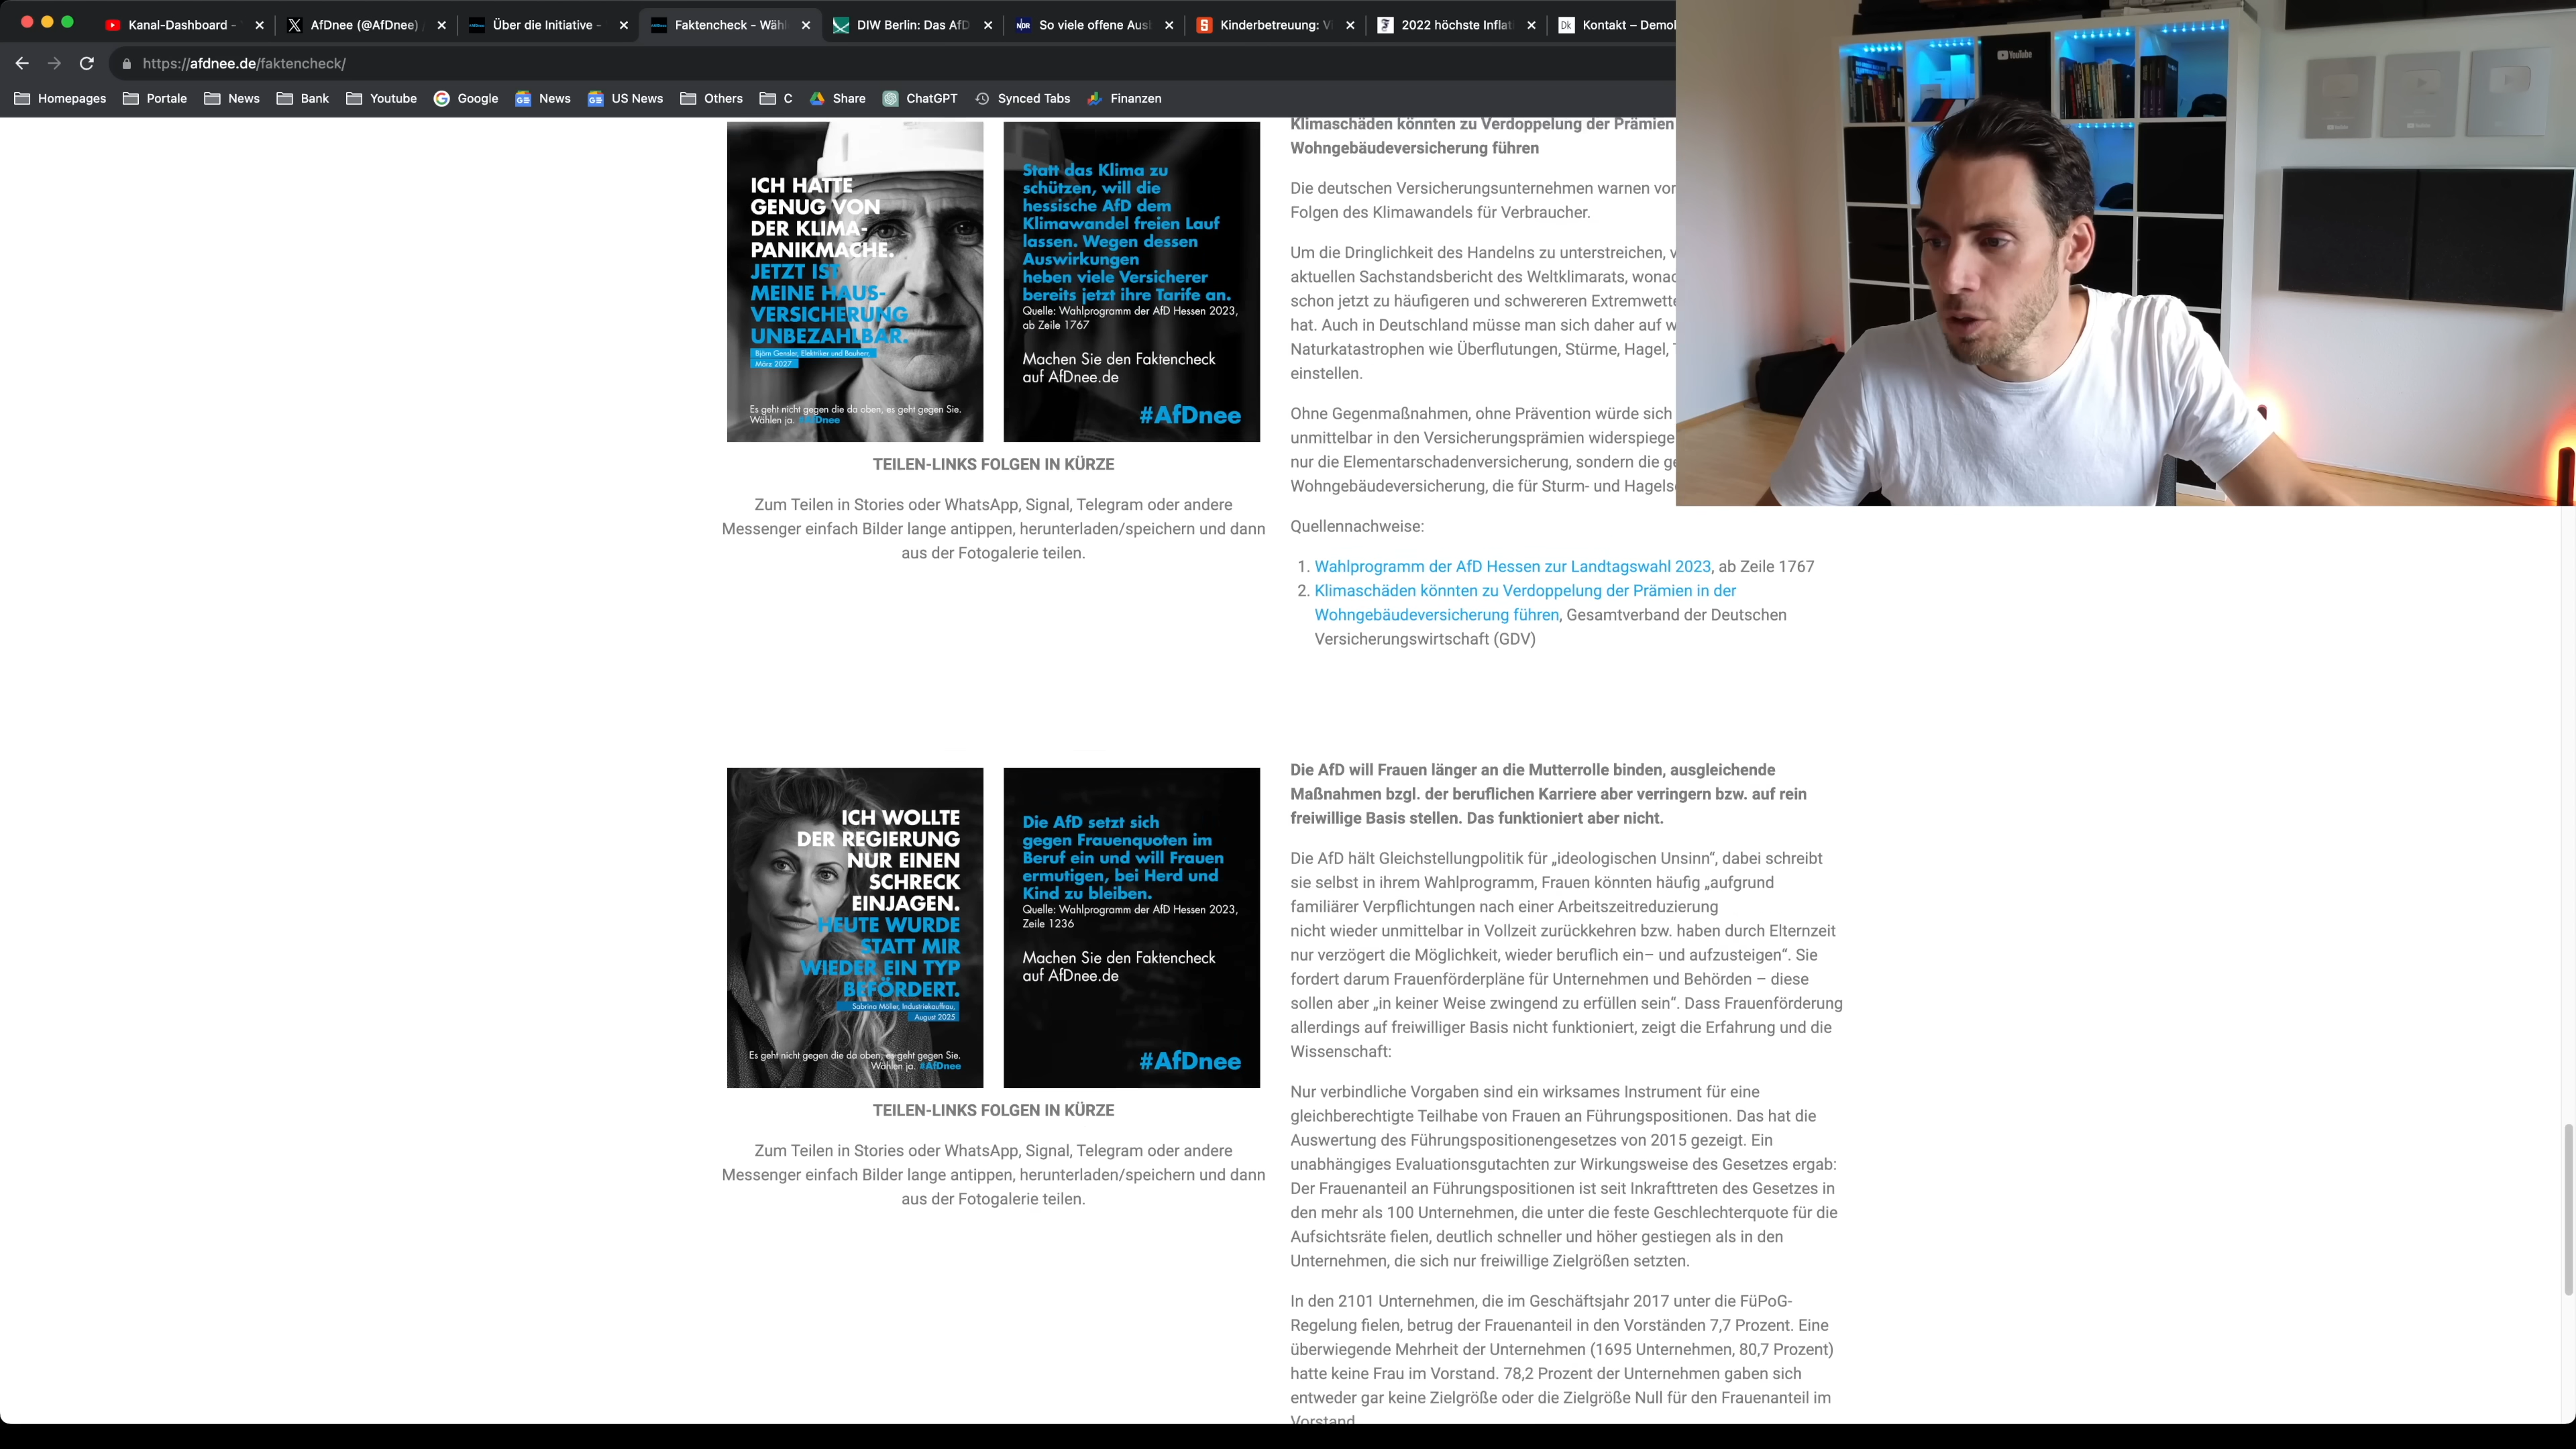 Kanal-Dashboard -
AfDnee (@AfDnee)
Über die Initiative -
Faktencheck - Wähl
DIW Berlin: Das AfD
So viele offene Aus
Kinderbetreuung: V
2022 höchste Inflat
Kontakt – Demo
https://afdnee.de/faktencheck/
Homepages
Portale
News
Bank
Youtube
Google
News
US News
Others
C
Share
ChatGPT
Synced Tabs
Finanzen
YouTube
ICH HATTE
GENUG VON
DER KLIMA-
PANIKMACHE.
JETZT IST
MEINE HAUS-
VERSICHERUNG
UNBEZAHLBAR.
Björn Gensler, Elektriker und Bauherr,
März 2027
Es geht nicht gegen die da oben, es geht gegen Sie.
Wählen ja. #AfDnee
Statt das Klima zu
schützen, will die
hessische AfD dem
Klimawandel freien Lauf
lassen. Wegen dessen
Auswirkungen
heben viele Versicherer
bereits jetzt ihre Tarife an.
Quelle: Wahlprogramm der AfD Hessen 2023,
ab Zeile 1767
Machen Sie den Faktencheck
auf AfDnee.de
#AfDnee
TEILEN-LINKS FOLGEN IN KÜRZE
Zum Teilen in Stories oder WhatsApp, Signal, Telegram oder andere
Messenger einfach Bilder lange antippen, herunterladen/speichern und dann
aus der Fotogalerie teilen.
Klimaschäden könnten zu Verdoppelung der Prämien
Wohngebäudeversicherung führen
Die deutschen Versicherungsunternehmen warnen vor
Folgen des Klimawandels für Verbraucher.
Um die Dringlichkeit des Handelns zu unterstreichen, v
aktuellen Sachstandsbericht des Weltklimarats, wonac
schon jetzt zu häufigeren und schwereren Extremwette
hat. Auch in Deutschland müsse man sich daher auf w
Naturkatastrophen wie Überflutungen, Stürme, Hagel,
einstellen.
Ohne Gegenmaßnahmen, ohne Prävention würde sich
unmittelbar in den Versicherungsprämien widerspiege
nur die Elementarschadenversicherung, sondern die ge
Wohngebäudeversicherung, die für Sturm- und Hagels
Quellennachweise:
1. Wahlprogramm der AfD Hessen zur Landtagswahl 2023, ab Zeile 1767
2. Klimaschäden könnten zu Verdoppelung der Prämien in der
Wohngebäudeversicherung führen, Gesamtverband der Deutschen
Versicherungswirtschaft (GDV)
ICH WOLLTE
DER REGIERUNG
NUR EINEN
SCHRECK
EINJAGEN.
HEUTE WURDE
STATT MIR
WIEDER EIN TYP
BEFÖRDERT.
Sabrina Möller, Industriekauffrau,
August 2025
Es geht nicht gegen die da oben, es geht gegen Sie.
Wählen ja. #AfDnee
Die AfD setzt sich
gegen Frauenquoten im
Beruf ein und will Frauen
ermutigen, bei Herd und
Kind zu bleiben.
Quelle: Wahlprogramm der AfD Hessen 2023,
Zeile 1236
Machen Sie den Faktencheck
auf AfDnee.de
#AfDnee
TEILEN-LINKS FOLGEN IN KÜRZE
Zum Teilen in Stories oder WhatsApp, Signal, Telegram oder andere
Messenger einfach Bilder lange antippen, herunterladen/speichern und dann
aus der Fotogalerie teilen.
Die AfD will Frauen länger an die Mutterrolle binden, ausgleichende
Maßnahmen bzgl. der beruflichen Karriere aber verringern bzw. auf rein
freiwillige Basis stellen. Das funktioniert aber nicht.
Die AfD hält Gleichstellungpolitik für „ideologischen Unsinn“, dabei schreibt
sie selbst in ihrem Wahlprogramm, Frauen könnten häufig „aufgrund
familiärer Verpflichtungen nach einer Arbeitszeitreduzierung
nicht wieder unmittelbar in Vollzeit zurückkehren bzw. haben durch Elternzeit
nur verzögert die Möglichkeit, wieder beruflich ein– und aufzusteigen“. Sie
fordert darum Frauenförderpläne für Unternehmen und Behörden – diese
sollen aber „in keiner Weise zwingend zu erfüllen sein“. Dass Frauenförderung
allerdings auf freiwilliger Basis nicht funktioniert, zeigt die Erfahrung und die
Wissenschaft:
Nur verbindliche Vorgaben sind ein wirksames Instrument für eine
gleichberechtigte Teilhabe von Frauen an Führungspositionen. Das hat die
Auswertung des Führungspositionengesetzes von 2015 gezeigt. Ein
unabhängiges Evaluationsgutachten zur Wirkungsweise des Gesetzes ergab:
Der Frauenanteil an Führungspositionen ist seit Inkrafttreten des Gesetzes in
den mehr als 100 Unternehmen, die unter die feste Geschlechterquote für die
Aufsichtsräte fielen, deutlich schneller und höher gestiegen als in den
Unternehmen, die sich nur freiwillige Zielgrößen setzten.
In den 2101 Unternehmen, die im Geschäftsjahr 2017 unter die FüPoG-
Regelung fielen, betrug der Frauenanteil in den Vorständen 7,7 Prozent. Eine
überwiegende Mehrheit der Unternehmen (1695 Unternehmen, 80,7 Prozent)
hatte keine Frau im Vorstand. 78,2 Prozent der Unternehmen gaben sich
entweder gar keine Zielgröße oder die Zielgröße Null für den Frauenanteil im
Vorstand